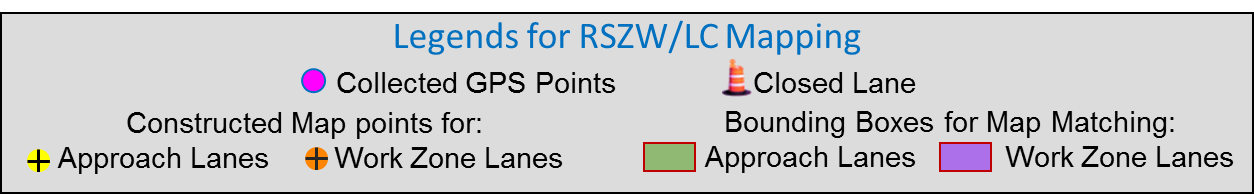 Legends for RSZW/LC Mapping
Collected GPS Points Closed Lane
Constructed Map points for: Bounding Boxes for Map Matching:
Approach Lanes Work Zone Lanes Approach Lanes Work Zone Lanes